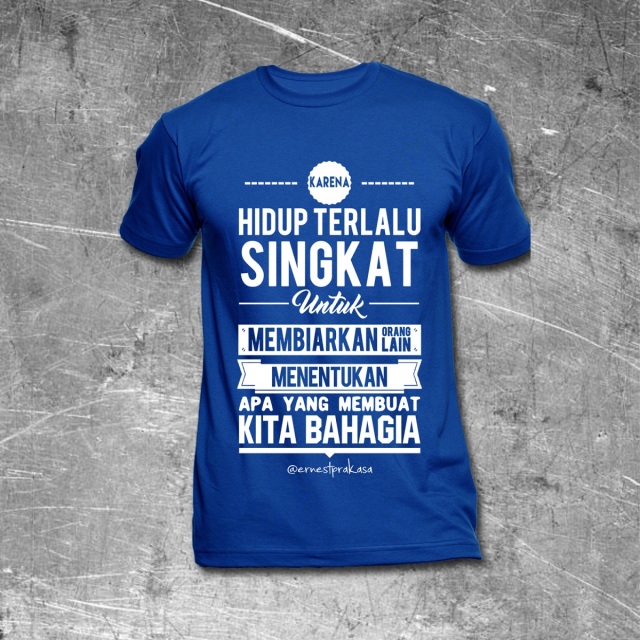 KARENA
HIDUP TERLALU
SINGKAT
Untuk
MEMBIARKAN ORANG LAIN
MENENTUKAN
APA YANG MEMBUAT
KITA BAHAGIA
@ernestprakasa